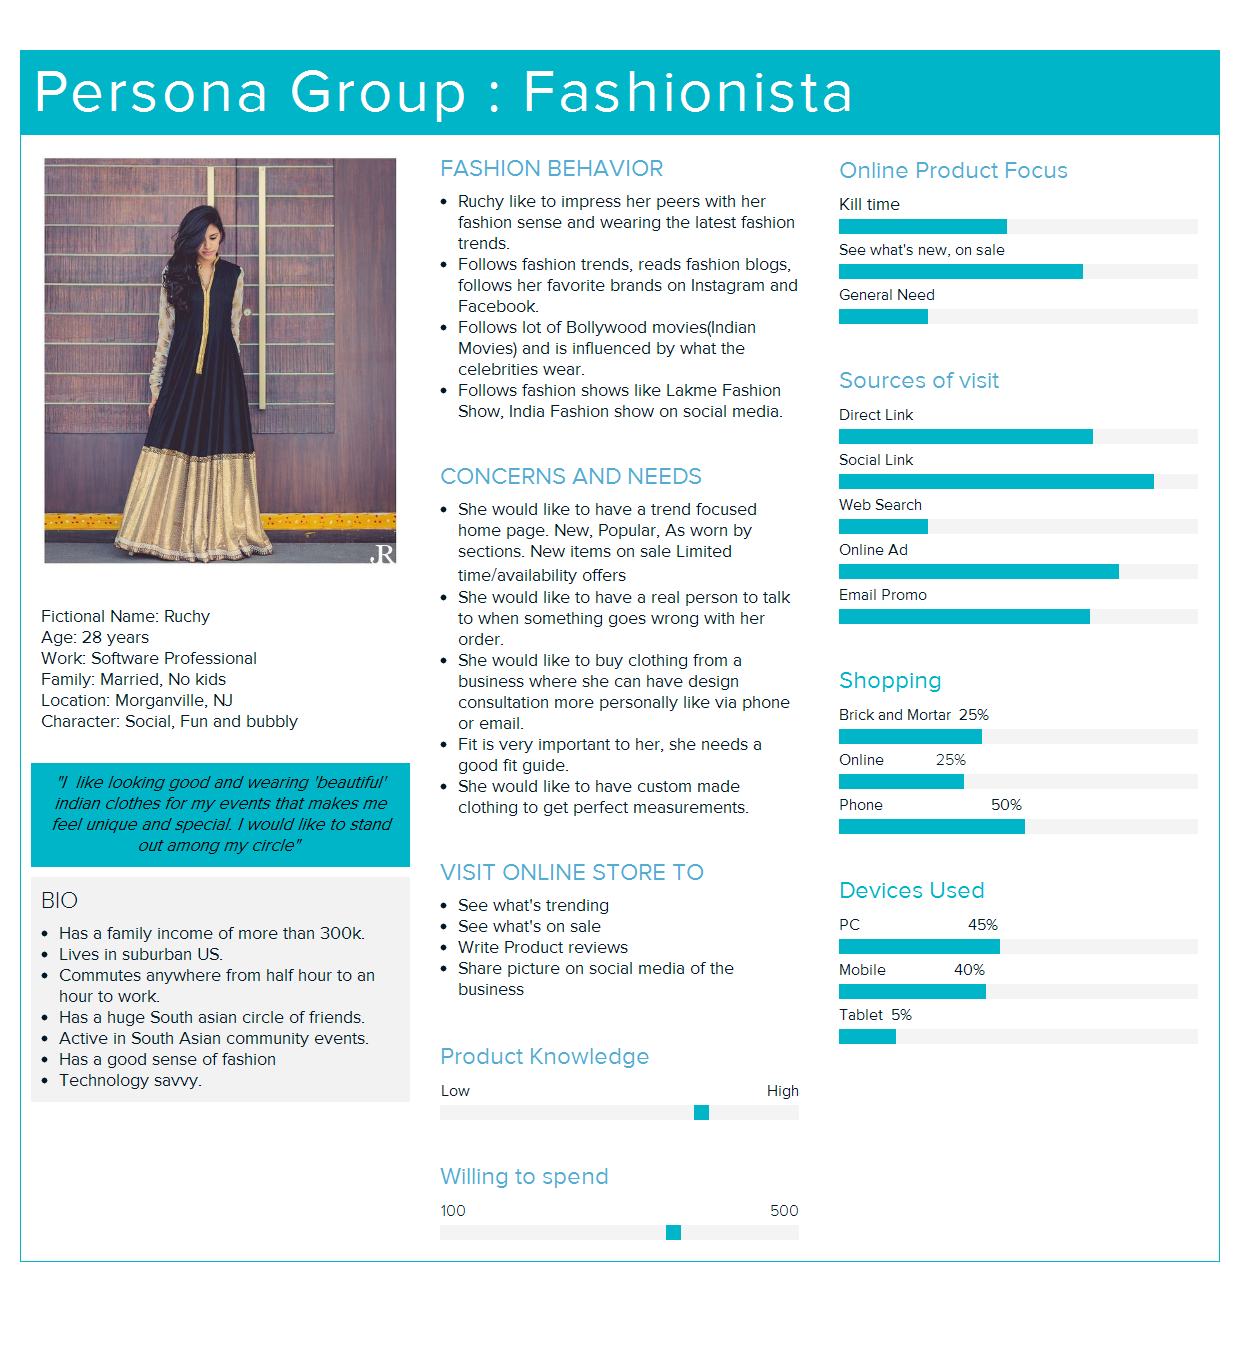 Persona Group : Fashionista
JR
Fictional Name: Ruchy
Age: 28 years
Work: Software Professional
Family: Married, No kids
Location: Morganville, NJ
Character: Social, Fun and bubbly
"I  like looking good and wearing 'beautiful'
indian clothes for my events that makes me
feel unique and special. I would like to stand
out among my circle"
BIO
• Has a family income of more than 300k.
• Lives in suburban US.
• Commutes anywhere from half hour to an
hour to work.
• Has a huge South asian circle of friends.
• Active in South Asian community events.
• Has a good sense of fashion
• Technology savvy.
FASHION BEHAVIOR
• Ruchy like to impress her peers with her
fashion sense and wearing the latest fashion
trends.
• Follows fashion trends, reads fashion blogs,
follows her favorite brands on Instagram and
Facebook.
• Follows lot of Bollywood movies(Indian
Movies) and is influenced by what the
celebrities wear.
• Follows fashion shows like Lakme Fashion
Show, India Fashion show on social media.
CONCERNS AND NEEDS
• She would like to have a trend focused
home page. New, Popular, As worn by
sections. New items on sale Limited
time/availability offers
• She would like to have a real person to talk
to when something goes wrong with her
order.
• She would like to buy clothing from a
business where she can have design
consultation more personally like via phone
or email.
• Fit is very important to her, she needs a
good fit guide.
• She would like to have custom made
clothing to get perfect measurements.
VISIT ONLINE STORE TO
• See what's trending
• See what's on sale
• Write Product reviews
• Share picture on social media of the
business
Product Knowledge
Low High
Willing to spend
100 500
Online Product Focus
Kill time
See what's new, on sale
General Need
Sources of visit
Direct Link
Social Link
Web Search
Online Ad
Email Promo
Shopping
Brick and Mortar 25%
Online 25%
Phone 50%
Devices Used
PC 45%
Mobile 40%
Tablet 5%